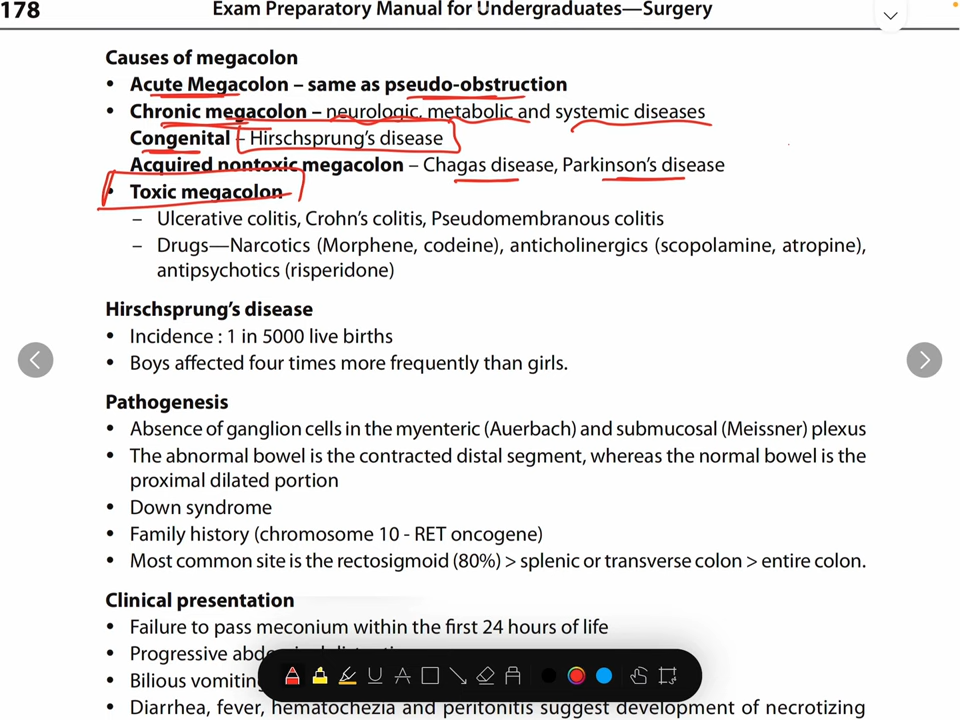 178 Exam Preparatory Manual for Undergraduates—Surgery
Causes of megacolon
• Acute Megacolon – same as pseudo-obstruction
• Chronic megacolon – neurologic, metabolic and systemic diseases
Congenital – Hirschsprung's disease
Acquired nontoxic megacolon – Chagas disease, Parkinson's disease
• Toxic megacolon
– Ulcerative colitis, Crohn's colitis, Pseudomembranous colitis
– Drugs—Narcotics (Morphene, codeine), anticholinergics (scopolamine, atropine),
antipsychotics (risperidone)
Hirschsprung's disease
• Incidence : 1 in 5000 live births
• Boys affected four times more frequently than girls.
Pathogenesis
• Absence of ganglion cells in the myenteric (Auerbach) and submucosal (Meissner) plexus
• The abnormal bowel is the contracted distal segment, whereas the normal bowel is the
proximal dilated portion
• Down syndrome
• Family history (chromosome 10 - RET oncogene)
• Most common site is the rectosigmoid (80%) > splenic or transverse colon > entire colon.
Clinical presentation
• Failure to pass meconium within the first 24 hours of life
• Progressive
• Bilious vomiting
• Diarrhea, fever, hematochezia and peritonitis suggest development of necrotizing